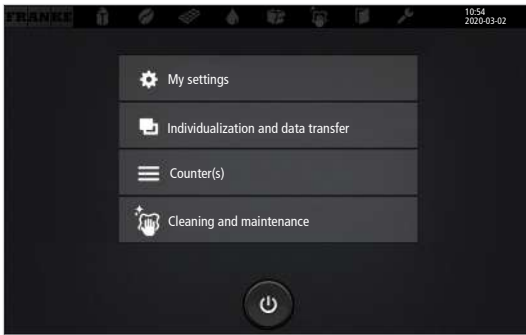 FRANKE
10:54
2020-03-02
My settings
Individualization and data transfer
Counter(s)
Cleaning and maintenance